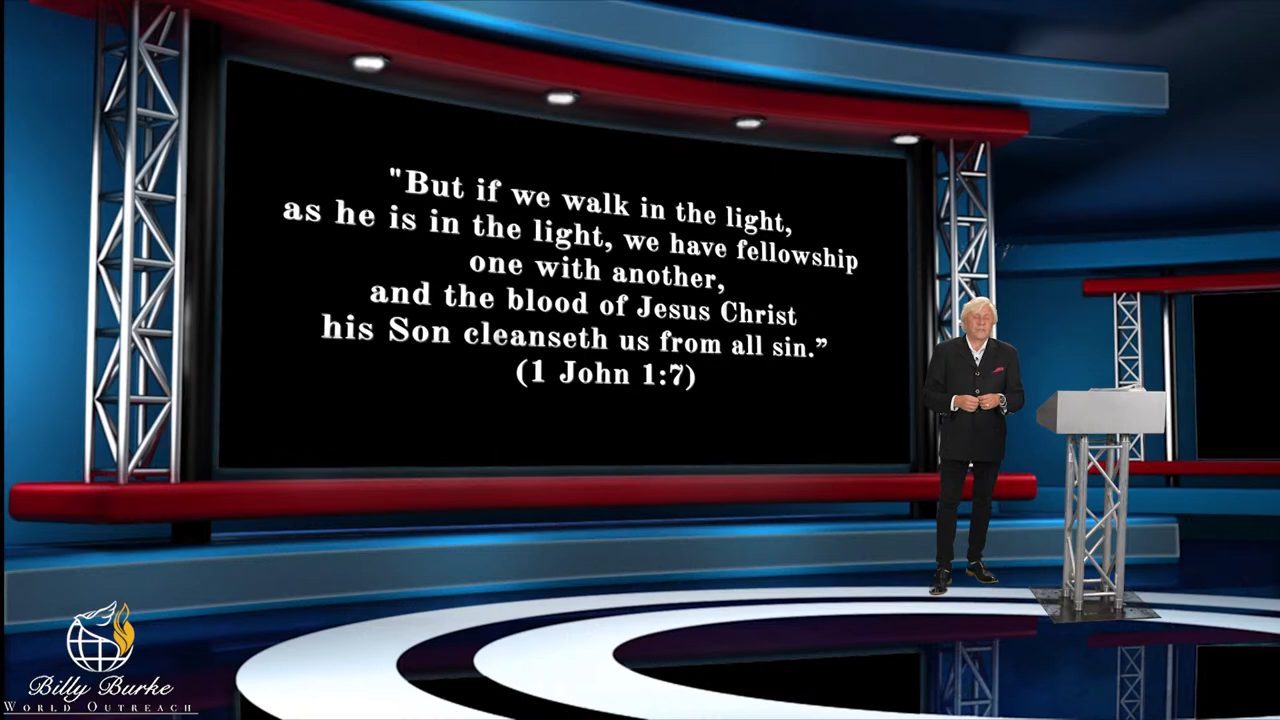 "But if we walk in the light,
as he is in the light, we have fellowship
one with another,
and the blood of Jesus Christ
his Son cleanseth us from all sin.”
(1 John 1:7)
Billy Burke
WORLD OUTREACH